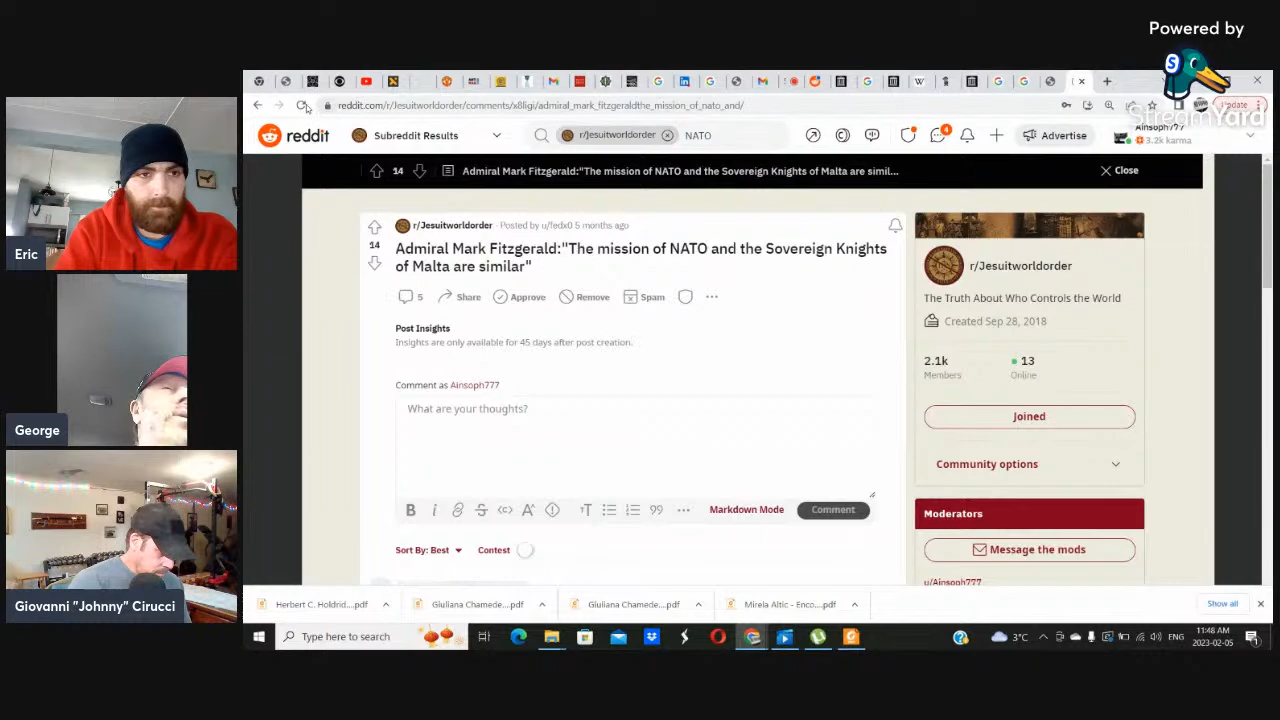 Powered by
StreamYard
Eric
George
Giovanni "Johnny" Cirucci
reddit.com/r/Jesuitworldorder/comments/x8ligi/admiral_mark_fitzgeraldthe_mission_of_nato_and/
Update
reddit
Subreddit Results
r/Jesuitworldorder
NATO
4
Advertise
Ainsoph777
3.2k karma
14
Admiral Mark Fitzgerald:"The mission of NATO and the Sovereign Knights of Malta are simil...
Close
r/Jesuitworldorder · Posted by u/fedx0 5 months ago
14
Admiral Mark Fitzgerald:"The mission of NATO and the Sovereign Knights
of Malta are similar"
5 Share Approve Remove Spam
Post Insights
Insights are only available for 45 days after post creation.
Comment as Ainsoph777
What are your thoughts?
Markdown Mode
Comment
Sort By: Best
Contest
r/Jesuitworldorder
The Truth About Who Controls the World
Created Sep 28, 2018
2.1k
Members
13
Online
Joined
Community options
Moderators
Message the mods
u/Ainsoph777
Herbert C. Holdrid....pdf
Giuliana Chamede....pdf
Giuliana Chamede....pdf
Mirela Altic - Enco....pdf
Show all
Type here to search
3°C
ENG
11:48 AM
2023-02-05
1